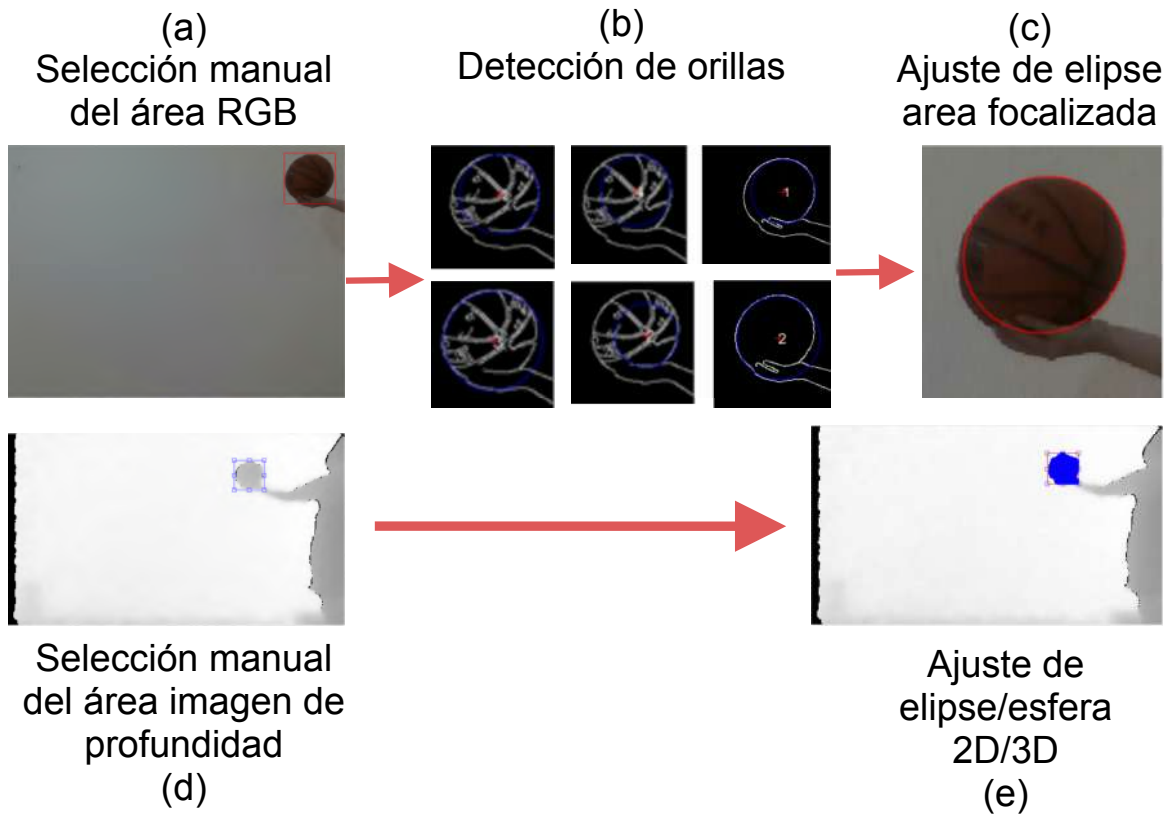 (a)
Selección manual
del área RGB
(b)
Detección de orillas
(c)
Ajuste de elipse
area focalizada
1
2
Selección manual
del área imagen de
profundidad
(d)
Ajuste de
elipse/esfera
2D/3D
(e)